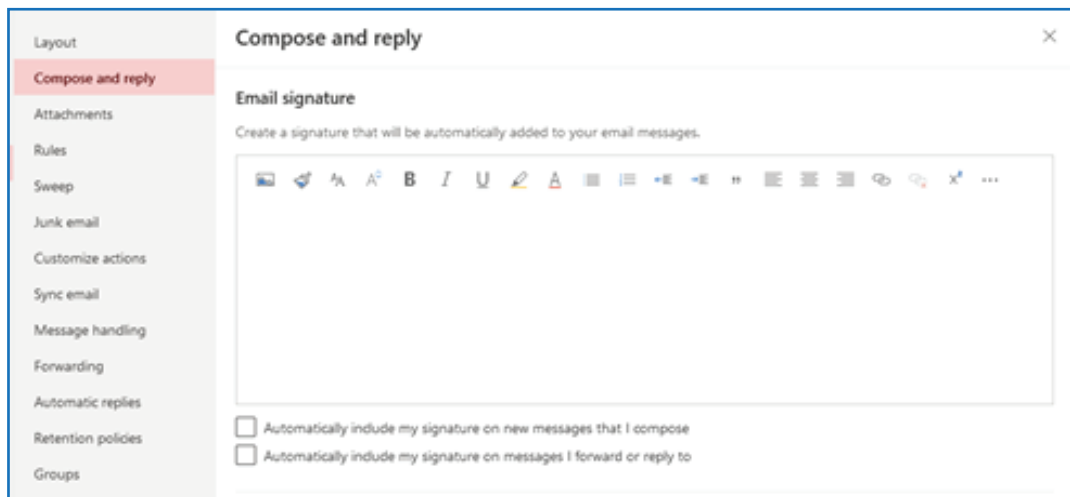 Layout
Compose and reply
Attachments
Rules
Sweep
Junk email
Customize actions
Sync email
Message handling
Forwarding
Automatic replies
Retention policies
Groups
Compose and reply
Email signature
Create a signature that will be automatically added to your email messages.
Automatically include my signature on new messages that I compose
Automatically include my signature on messages I forward or reply to